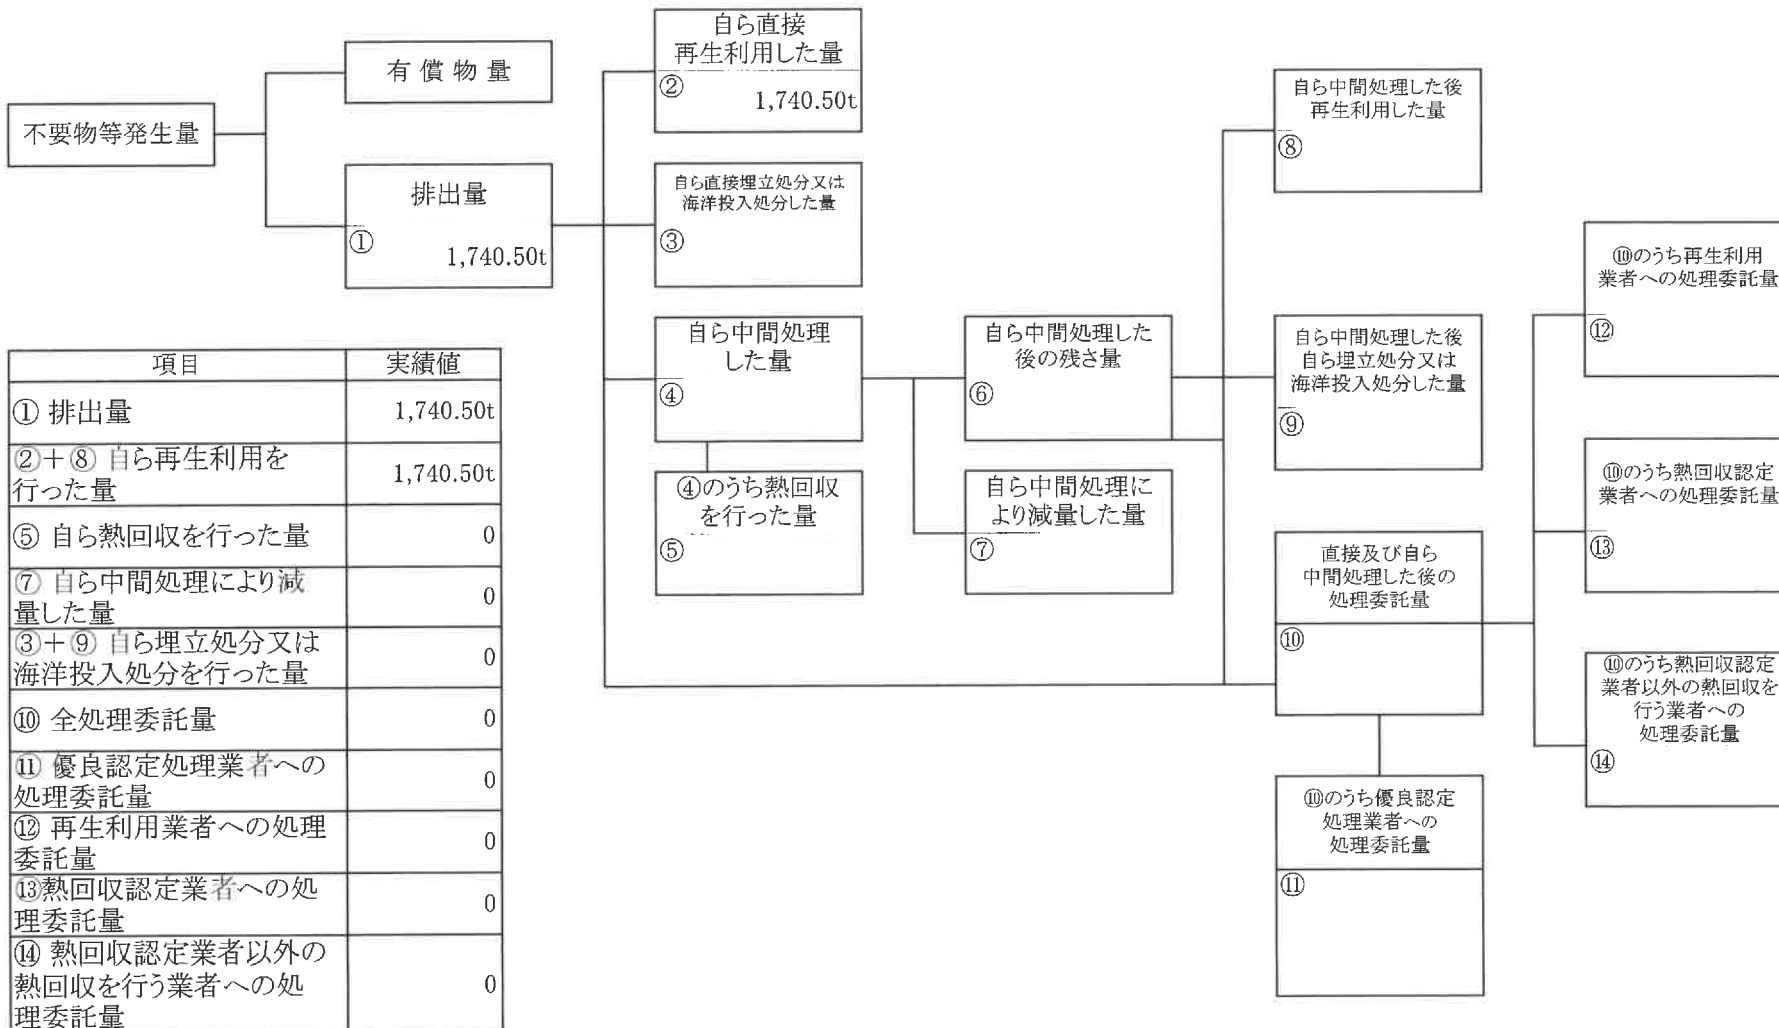 不要物等発生量
有償物量
排出量
①
1,740.50t
自ら直接
再生利用した量
②
1,740.50t
自ら直接埋立処分又は
海洋投入処分した量
③
自ら中間処理
した量
④
④のうち熱回収
を行った量
⑤
自ら中間処理した
後の残さ量
⑥
自ら中間処理に
より減量した量
⑦
自ら中間処理した後
再生利用した量
⑧
自ら中間処理した後
自ら埋立処分又は
海洋投入処分した量
⑨
直接及び自ら
中間処理した後の
処理委託量
⑩
⑩のうち優良認定
処理業者への
処理委託量
⑪
⑩のうち再生利用
業者への処理委託量
⑫
⑩のうち熱回収認定
業者への処理委託量
⑬
⑩のうち熱回収認定
業者以外の熱回収を
行う業者への
処理委託量
⑭
項目 実績値
① 排出量 1,740.50t
②+⑧ 自ら再生利用を
行った量 1,740.50t
⑤ 自ら熱回収を行った量 0
⑦ 自ら中間処理により減
量した量 0
③+⑨ 自ら埋立処分又は
海洋投入処分を行った量 0
⑩ 全処理委託量 0
⑪ 優良認定処理業者への
処理委託量 0
⑫ 再生利用業者への処理
委託量 0
⑬熱回収認定業者への処
理委託量 0
⑭ 熱回収認定業者以外の
熱回収を行う業者への処
理委託量 0